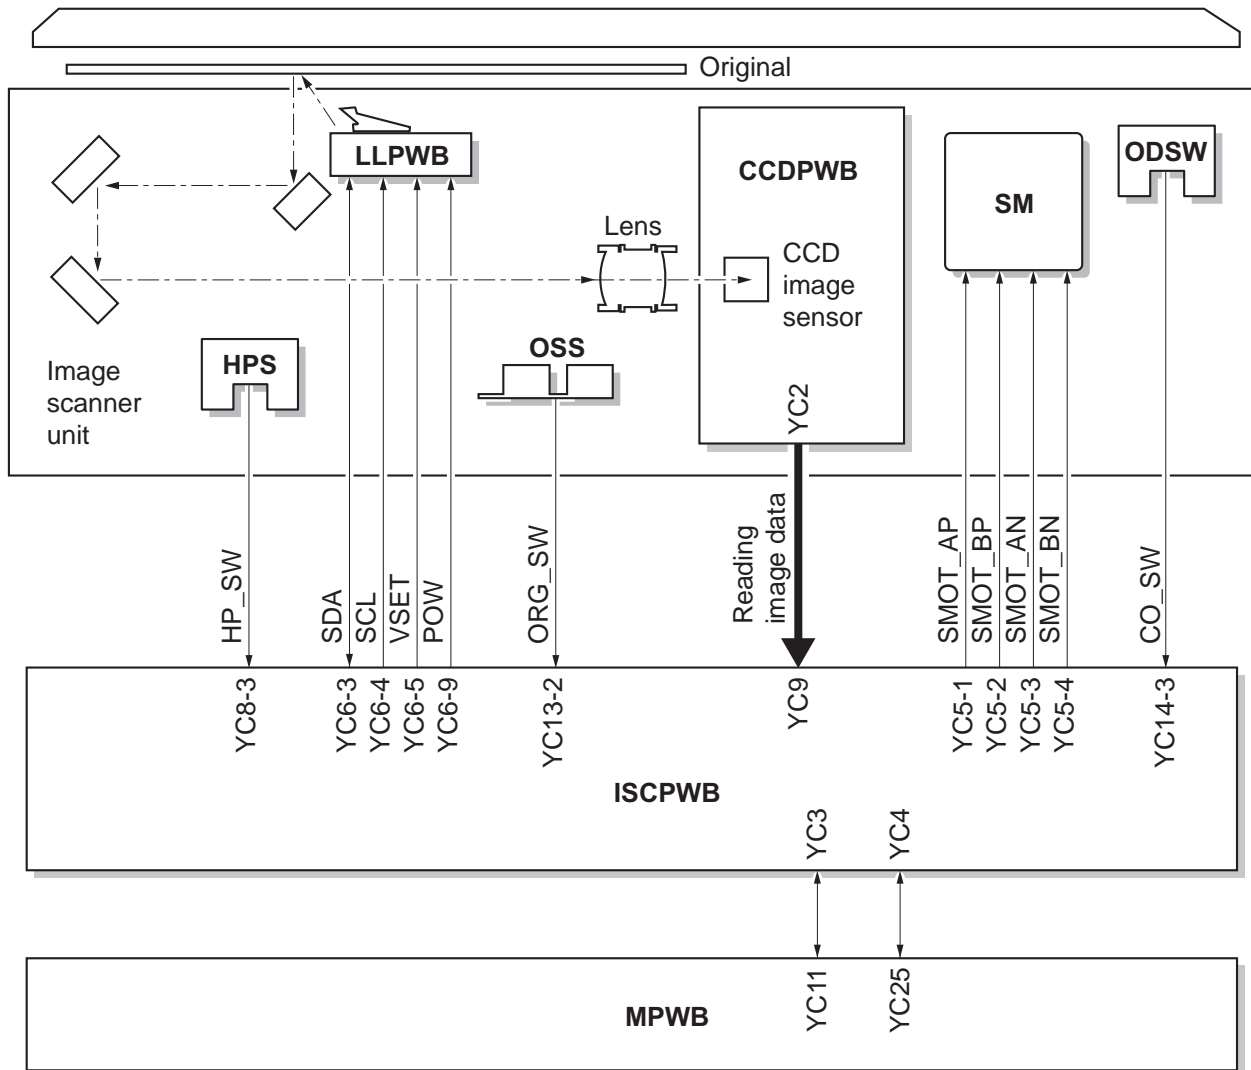 Original
LLPWB
CCDPWB
SM
ODSW
Lens
CCD
image
sensor
HPS
OSS
Image
scanner
unit
YC2
HP_SW
SDA
SCL
VSET
POW
ORG_SW
Reading
image data
SMOT_AP
SMOT_BP
SMOT_AN
SMOT_BN
CO_SW
YC8-3
YC6-3
YC6-4
YC6-5
YC6-9
YC13-2
YC9
YC5-1
YC5-2
YC5-3
YC5-4
YC14-3
ISCPWB
YC3
YC4
YC11
YC25
MPWB